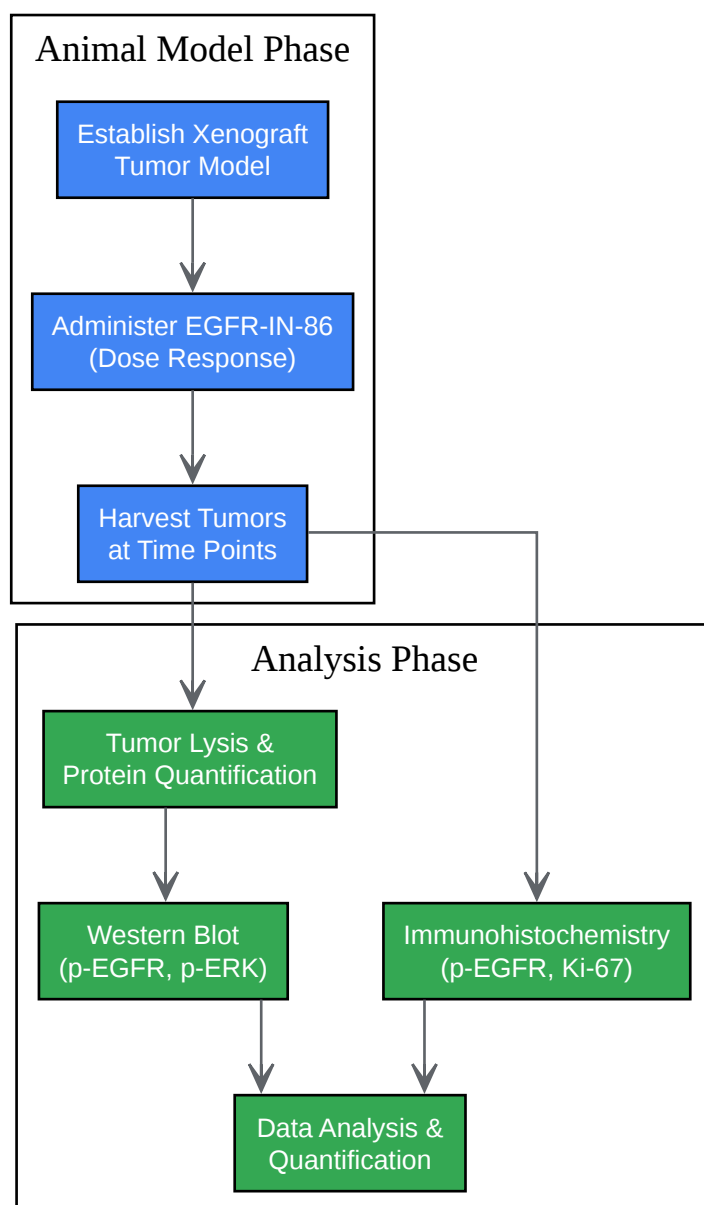 Animal Model Phase
Establish Xenograft
Tumor Model
Administer EGFR-IN-86
(Dose Response)
Harvest Tumors
at Time Points
Analysis Phase
Tumor Lysis &
Protein Quantification
Western Blot
(p-EGFR, p-ERK)
Immunohistochemistry
(p-EGFR, Ki-67)
Data Analysis &
Quantification